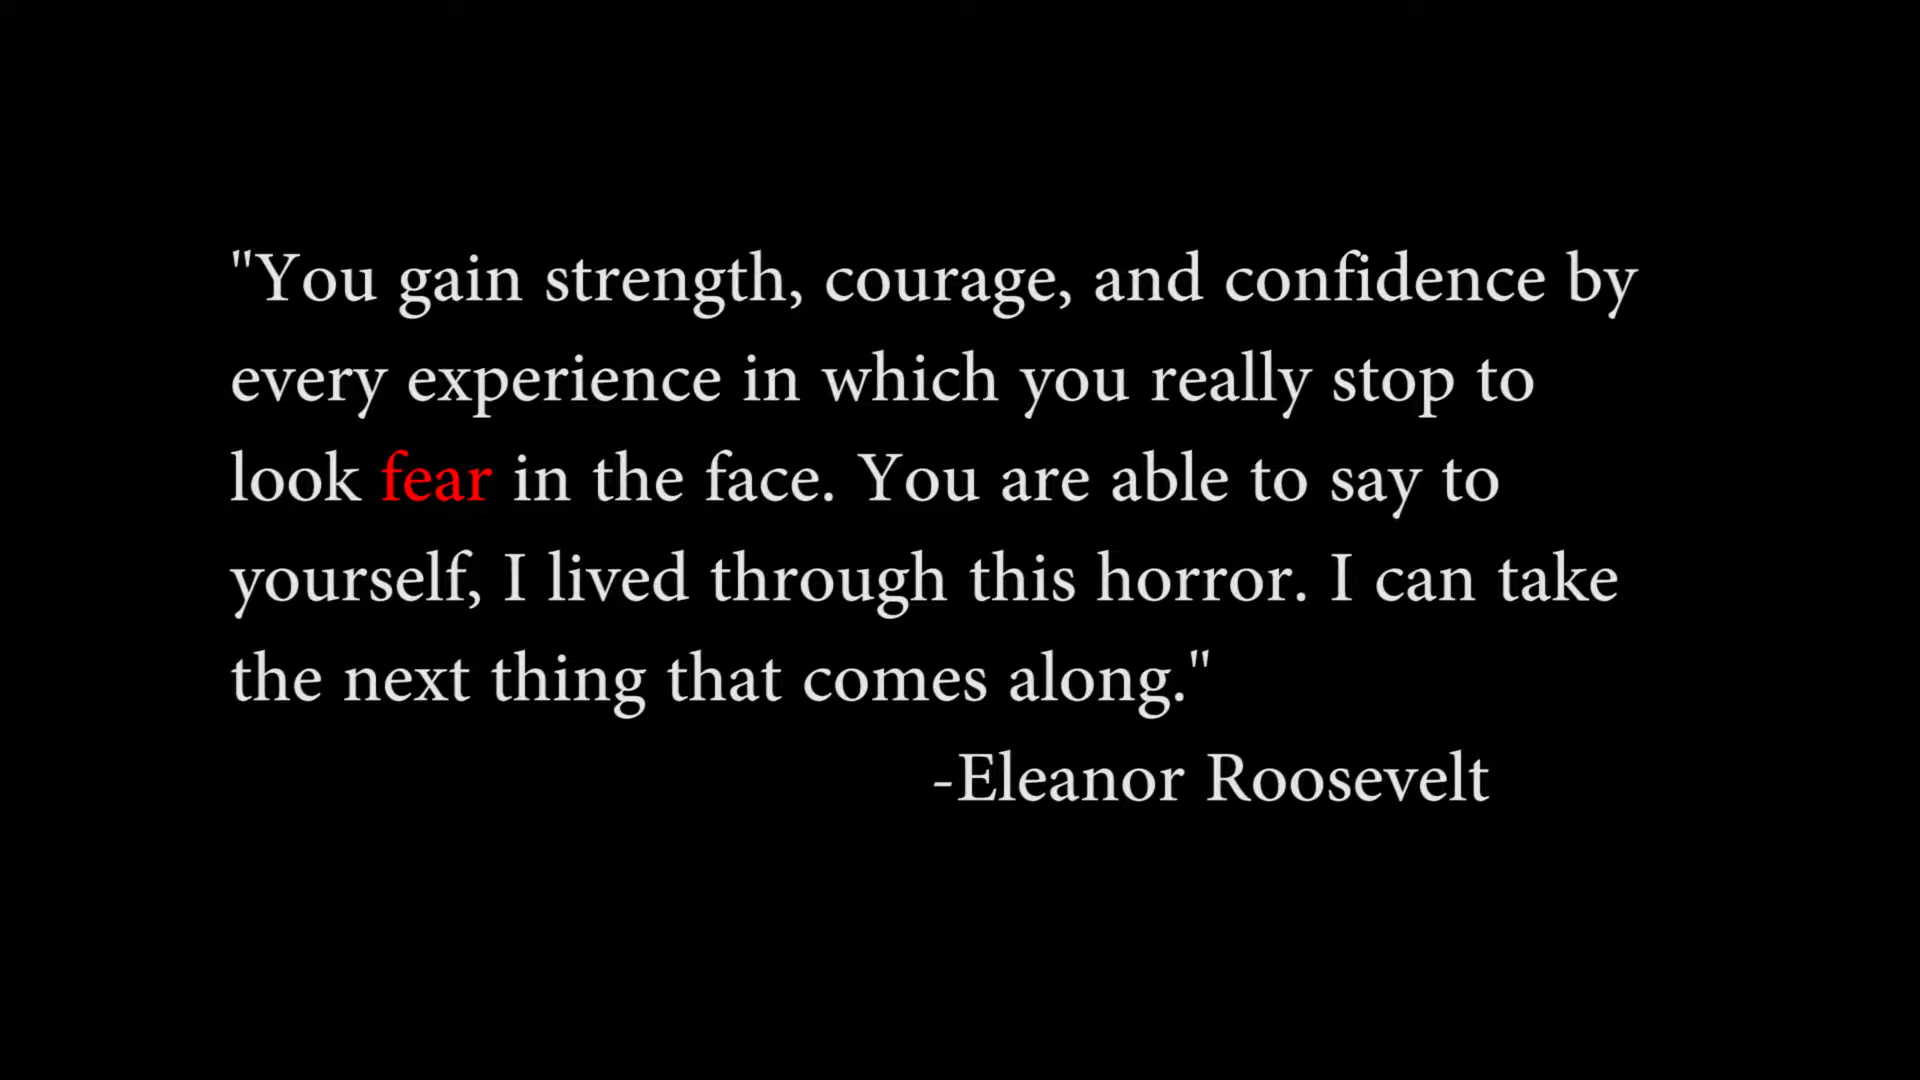 "You gain strength, courage, and confidence by
every experience in which you really stop to
look fear in the face. You are able to say to
yourself, I lived through this horror. I can take
the next thing that comes along."
-Eleanor Roosevelt